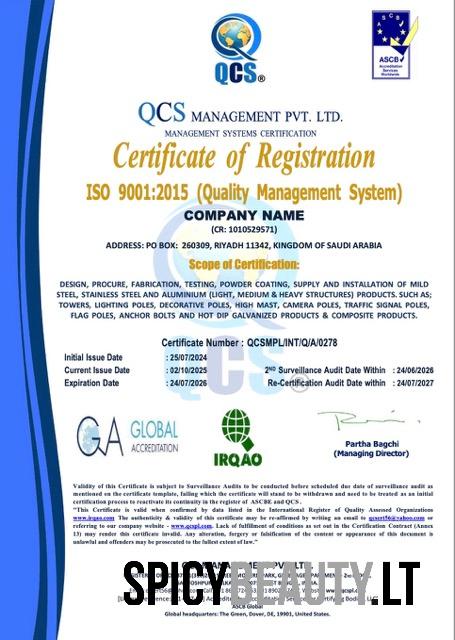 QCS®
ASCB(E)
Accreditation
Services
Worldwide
QCS MANAGEMENT PVT. LTD.
MANAGEMENT SYSTEMS CERTIFICATION
Certificate of Registration
ISO 9001:2015 (Quality Management System)
COMPANY NAME
(CR: 1010529571)
ADDRESS: PO BOX: 260309, RIYADH 11342, KINGDOM OF SAUDI ARABIA
Scope of Certification:
DESIGN, PROCURE, FABRICATION, TESTING, POWDER COATING, SUPPLY AND INSTALLATION OF MILD
STEEL, STAINLESS STEEL AND ALUMINIUM (LIGHT, MEDIUM & HEAVY STRUCTURES) PRODUCTS. SUCH AS;
TOWERS, LIGHTING POLES, DECORATIVE POLES, HIGH MAST, CAMERA POLES, TRAFFIC SIGNAL POLES,
FLAG POLES, ANCHOR BOLTS AND HOT DIP GALVANIZED PRODUCTS & COMPOSITE PRODUCTS.
Certificate Number : QCSMPL/INT/Q/A/0278
Initial Issue Date : 25/07/2024
Current Issue Date : 02/10/2025 2ND Surveillance Audit Date Within : 24/06/2026
Expiration Date : 24/07/2026 Re-Certification Audit Date within : 24/07/2027
QCS®
GA GLOBAL
ACCREDITATION
IRQAO
Partha Bagchi
(Managing Director)
Validity of this Certificate is subject to Surveillance Audits to be conducted before scheduled due date of surveillance audit as
mentioned on the certificate template, failing which the certificate will stand to be withdrawn and need to be treated as an initial
certification process to reactivate its continuity in the register of ASCBE and QCS .
"This Certificate is valid when confirmed by data listed in the International Register of Quality Assessed Organizations
www.irqao.com The authenticity & validity of this certificate may be re-affirmed by writing an email to qcsert56@yahoo.com or
referring to our company website - www.qcspl.com. Lack of fulfilment of conditions as set out in the Certification Contract (Annex
13) may render this certificate invalid. Any alteration, forgery or falsification of the content or appearance of this document is
unlawful and offenders may be prosecuted to the fullest extent of law."
SPICYBEAUTY.LT
ASCB Global
Global headquarters: The Green, Dover, DE, 19901, United States